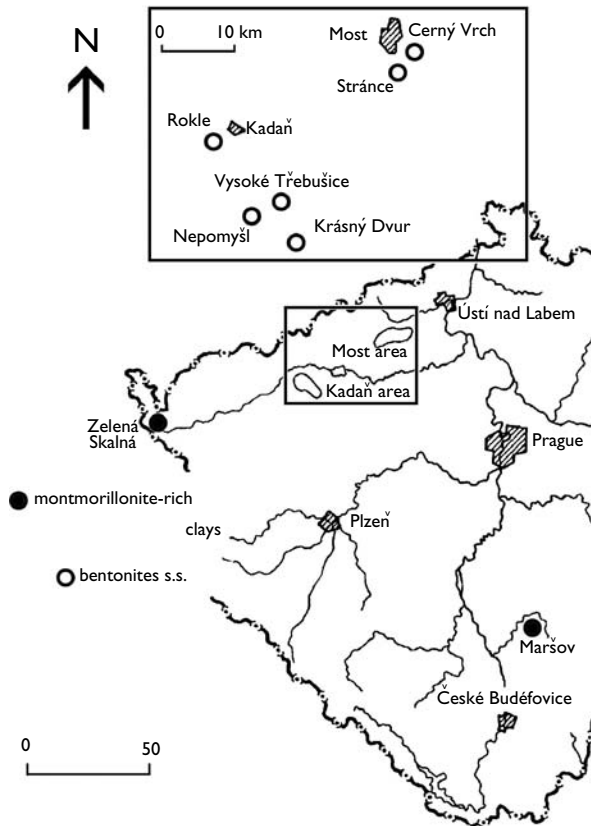 N
0 10 km
Most
Černý Vrch
Stránce
Rokle
Kadaň
Vysoké Třebušice
Nepomyšl
Krásný Dvur
Ústí nad Labem
Most area
Kadaň area
Zelená
Skalná
Prague
montmorillonite-rich
clays
Plzeň
bentonites s.s.
Maršov
České Budéfovice
0 50